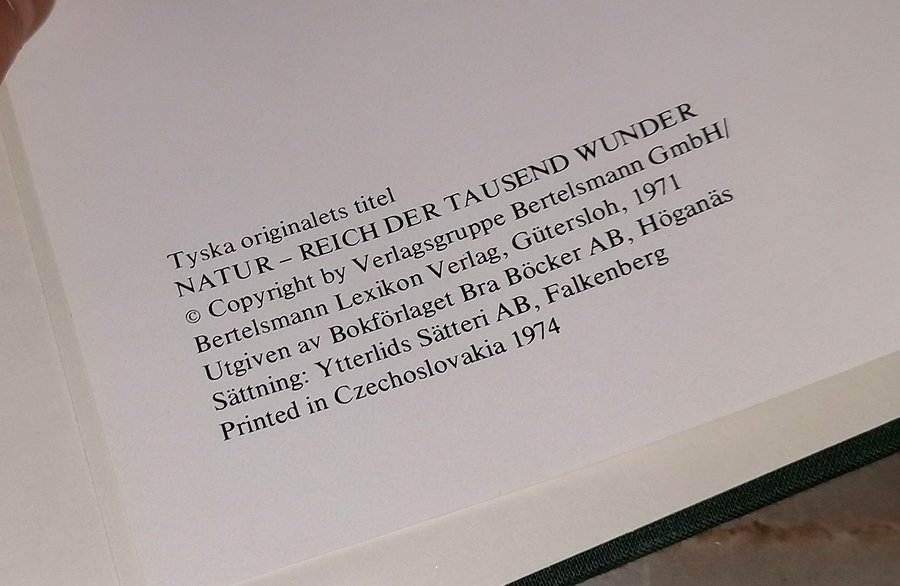 Tyska originalets titel
NATUR – REICH DER TAUSEND WUNDER
© Copyright by Verlagsgruppe Bertelsmann GmbH/
Bertelsmann Lexikon Verlag, Gütersloh, 1971
Utgiven av Bokförlaget Bra Böcker AB, Höganäs
Sättning: Ytterlids Sätteri AB, Falkenberg
Printed in Czechoslovakia 1974